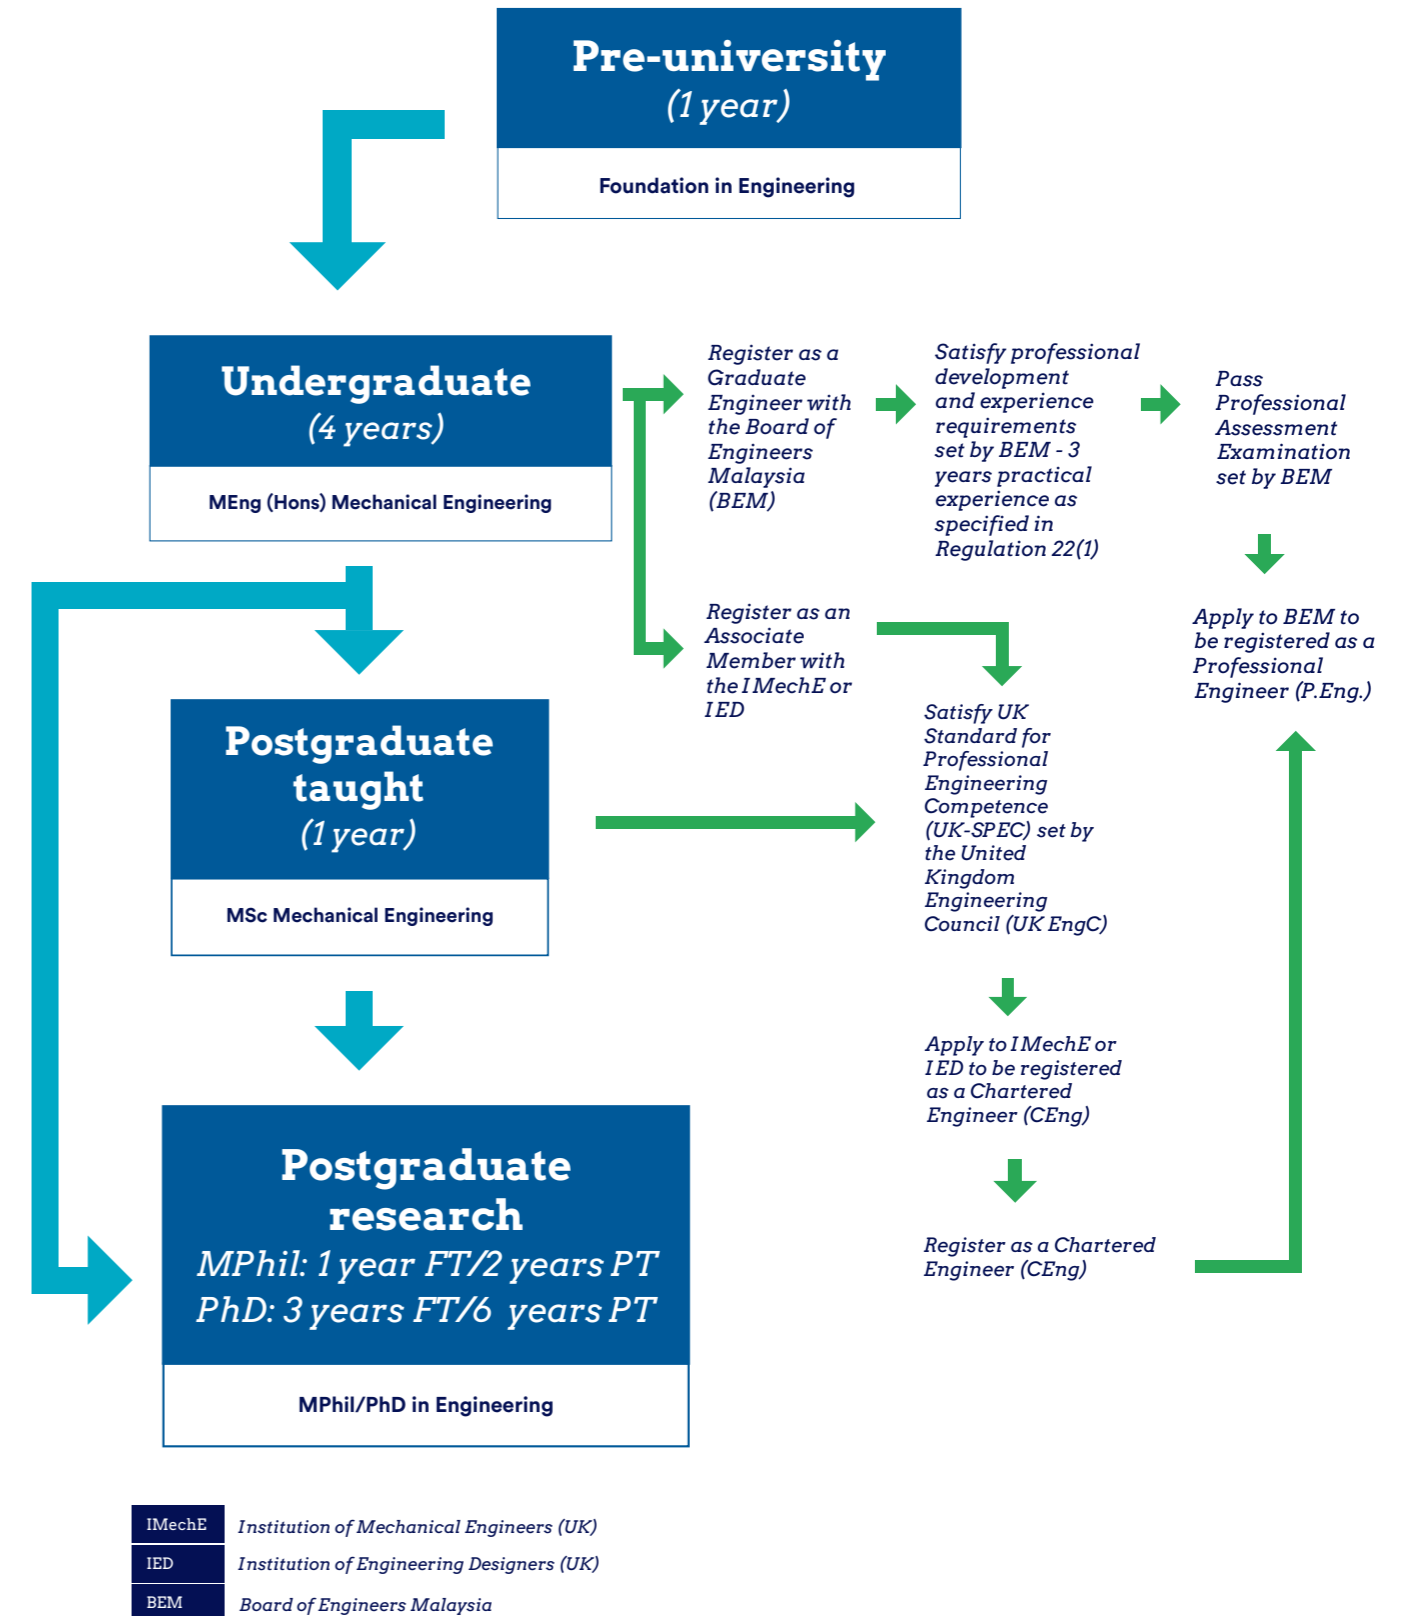 Pre-university
(1 year)
Foundation in Engineering
Undergraduate
(4 years)
MEng (Hons) Mechanical Engineering
Register as a
Graduate
Engineer with
the Board of
Engineers
Malaysia
(BEM)
Satisfy professional
development
and experience
requirements
set by BEM - 3
years practical
experience as
specified in
Regulation 22(1)
Pass
Professional
Assessment
Examination
set by BEM
Register as an
Associate
Member with
the IMechE or
IED
Apply to BEM to
be registered as a
Professional
Engineer (P.Eng.)
Postgraduate
taught
(1 year)
MSc Mechanical Engineering
Satisfy UK
Standard for
Professional
Engineering
Competence
(UK-SPEC) set by
the United
Kingdom
Engineering
Council (UK EngC)
Apply to IMechE or
IED to be registered
as a Chartered
Engineer (CEng)
Register as a Chartered
Engineer (CEng)
Postgraduate
research
MPhil: 1 year FT/2 years PT
PhD: 3 years FT/6 years PT
MPhil/PhD in Engineering
IMechE Institution of Mechanical Engineers (UK)
IED Institution of Engineering Designers (UK)
BEM Board of Engineers Malaysia